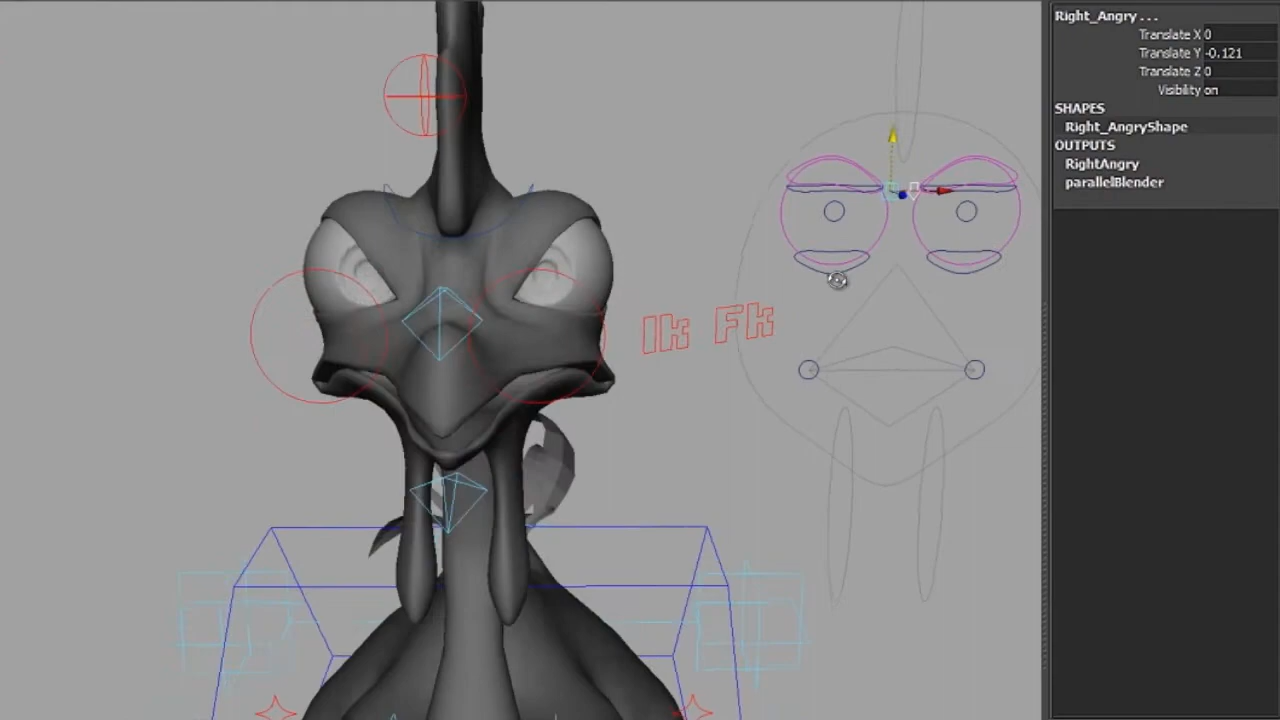 Right_Angry . . .
Translate X 0
Translate Y -0.121
Translate Z 0
Visibility on
SHAPES
Right_AngryShape
OUTPUTS
RightAngry
parallelBlender
Ik Fk